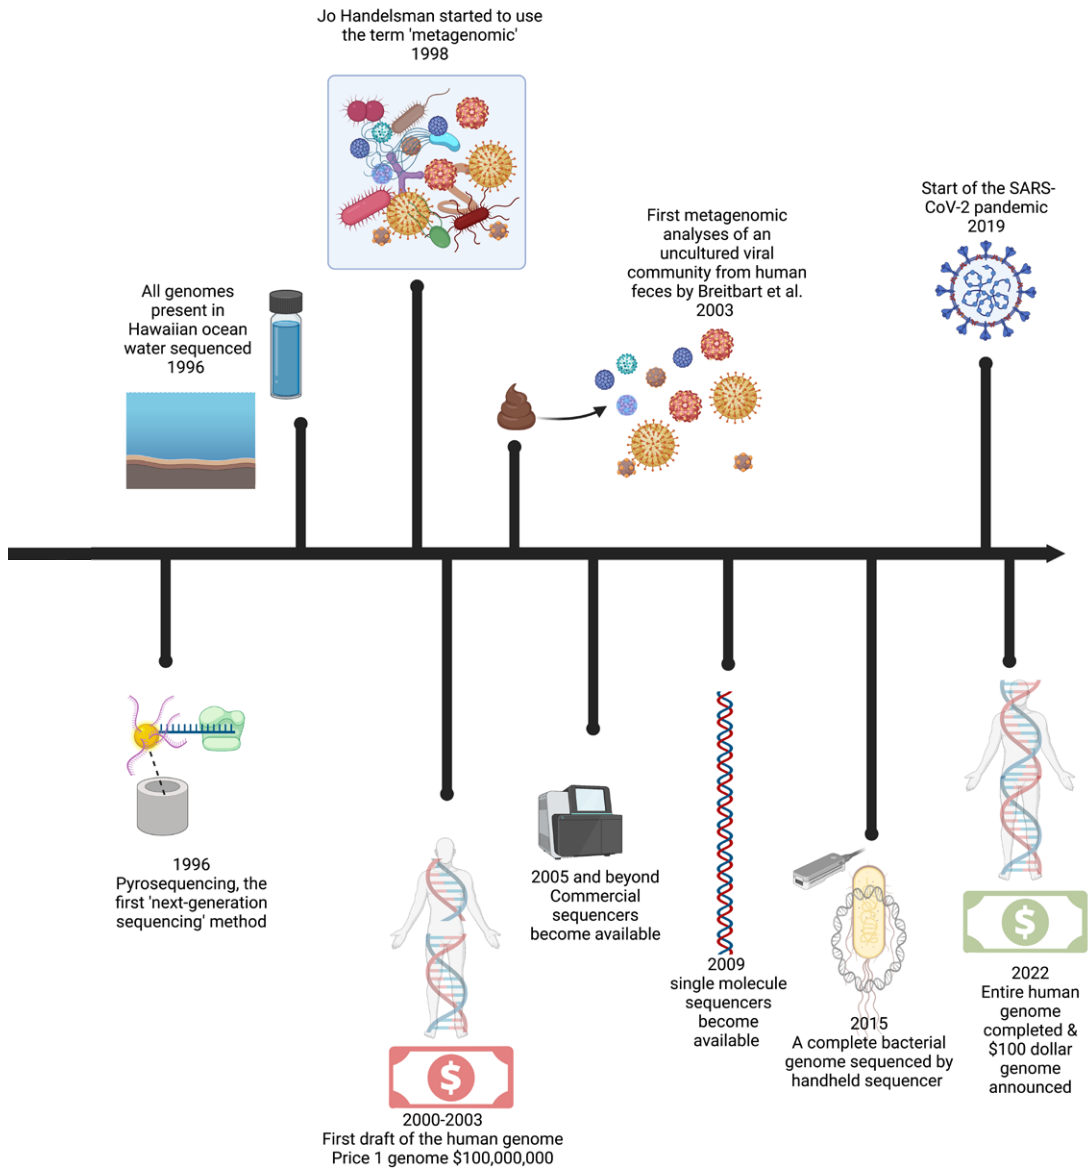 Jo Handelsman started to use
the term 'metagenomic'
1998
All genomes
present in
Hawaiian ocean
water sequenced
1996
First metagenomic
analyses of an
uncultured viral
community from human
feces by Breitbart et al.
2003
Start of the SARS-
CoV-2 pandemic
2019
1996
Pyrosequencing, the
first 'next-generation
sequencing' method
$
2000-2003
First draft of the human genome
Price 1 genome $100,000,000
2005 and beyond
Commercial
sequencers
become available
2009
single molecule
sequencers
become
available
2015
A complete bacterial
genome sequenced by
handheld sequencer
$
2022
Entire human
genome
completed &
$100 dollar
genome
announced